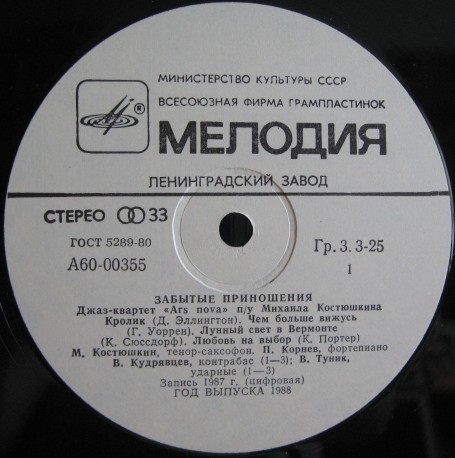 МИНИСТЕРСТВО КУЛЬТУРЫ СССР
ВСЕСОЮЗНАЯ ФИРМА ГРАМПЛАСТИНОК
®
МЕЛОДИЯ
ЛЕНИНГРАДСКИЙ ЗАВОД
СТЕРЕО 33
ГОСТ 5289-80
Гр. 3. 3-25
А60-00355
1
ЗАБЫТЫЕ ПРИНОШЕНИЯ
Джаз-квартет «Ars nova» п/у Михаила Костюшкина
Кролик (Д. Эллингтон). Чем больше вижусь
(Г. Уоррен). Лунный свет в Вермонте
(К. Сюссдорф). Любовь на выбор (К. Портер)
М. Костюшкин, тенор-саксофон. П. Корнев, фортепиано
В. Кудрявцев, контрабас (1—3); В. Туник,
ударные (1—3)
Запись 1987 г. (цифровая)
ГОД ВЫПУСКА 1988